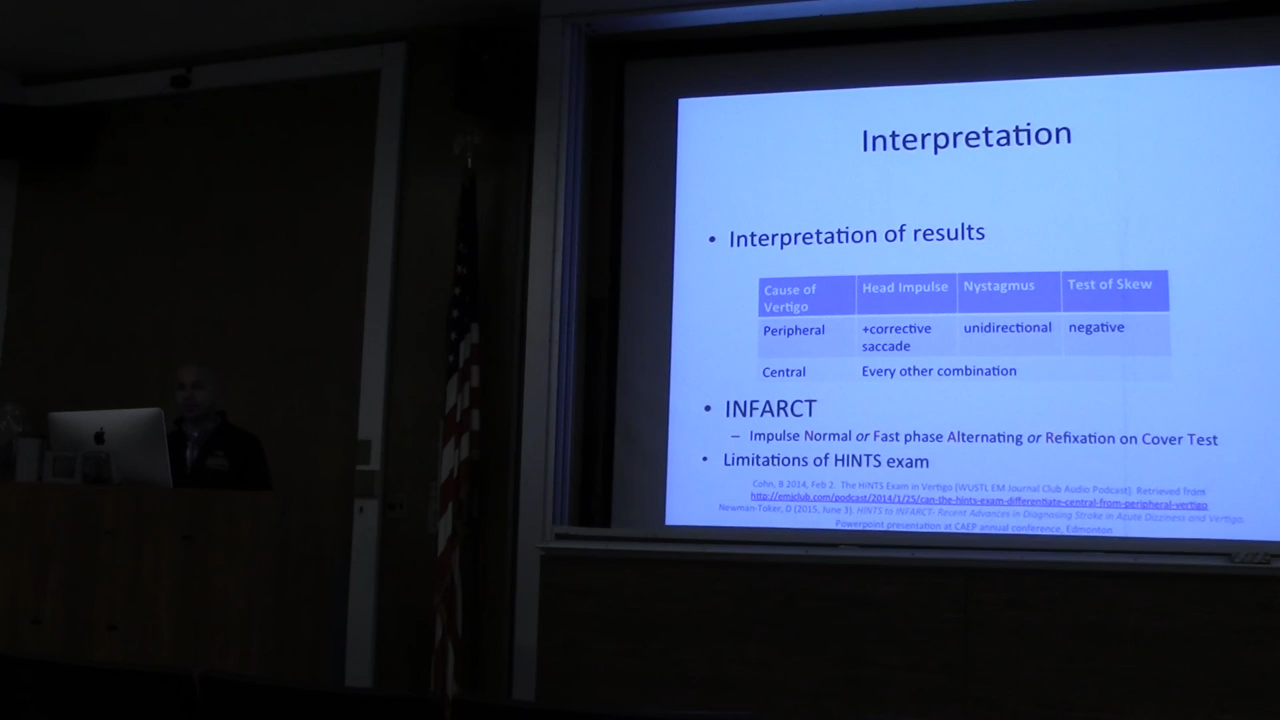 Interpretation
• Interpretation of results
Cause of Vertigo Head Impulse Nystagmus Test of Skew
Peripheral +corrective saccade unidirectional negative
Central Every other combination
• INFARCT
– Impulse Normal or Fast phase Alternating or Refixation on Cover Test
• Limitations of HINTS exam
Cohn, B 2014, Feb 2. The HINTS Exam in Vertigo [WUSTL EM Journal Club Audio Podcast]. Retrieved from
http://emjclub.com/podcast/2014/1/25/can-the-hints-exam-differentiate-central-from-peripheral-vertigo
Newman-Toker, D (2015, June 3). HINTS to INFARCT- Recent Advances in Diagnosing Stroke in Acute Dizziness and Vertigo.
Powerpoint presentation at CAEP annual conference, Edmonton